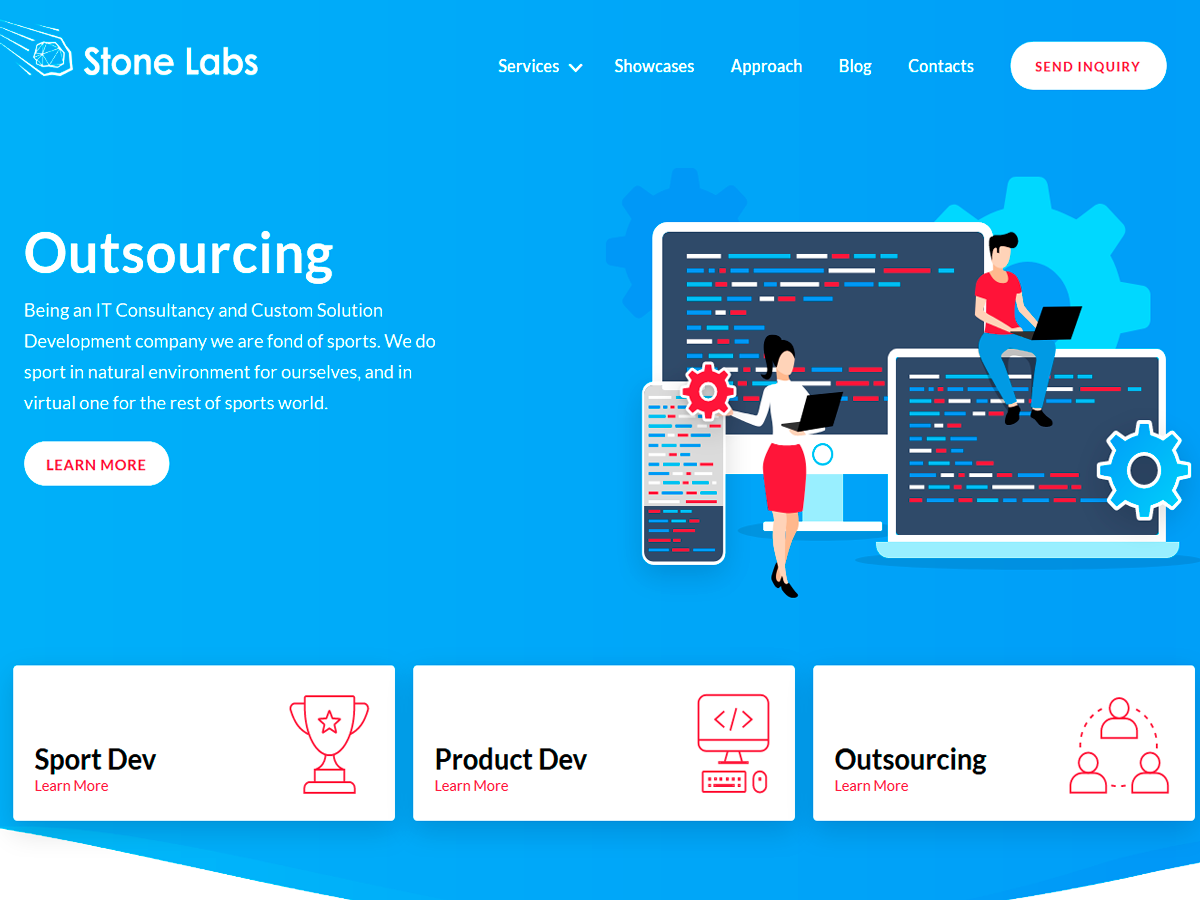 Stone Labs
Services
Showcases
Approach
Blog
Contacts
SEND INQUIRY
Outsourcing
Being an IT Consultancy and Custom Solution
Development company we are fond of sports. We do
sport in natural environment for ourselves, and in
virtual one for the rest of sports world.
LEARN MORE
Sport Dev
Learn More
</>
Product Dev
Learn More
Outsourcing
Learn More